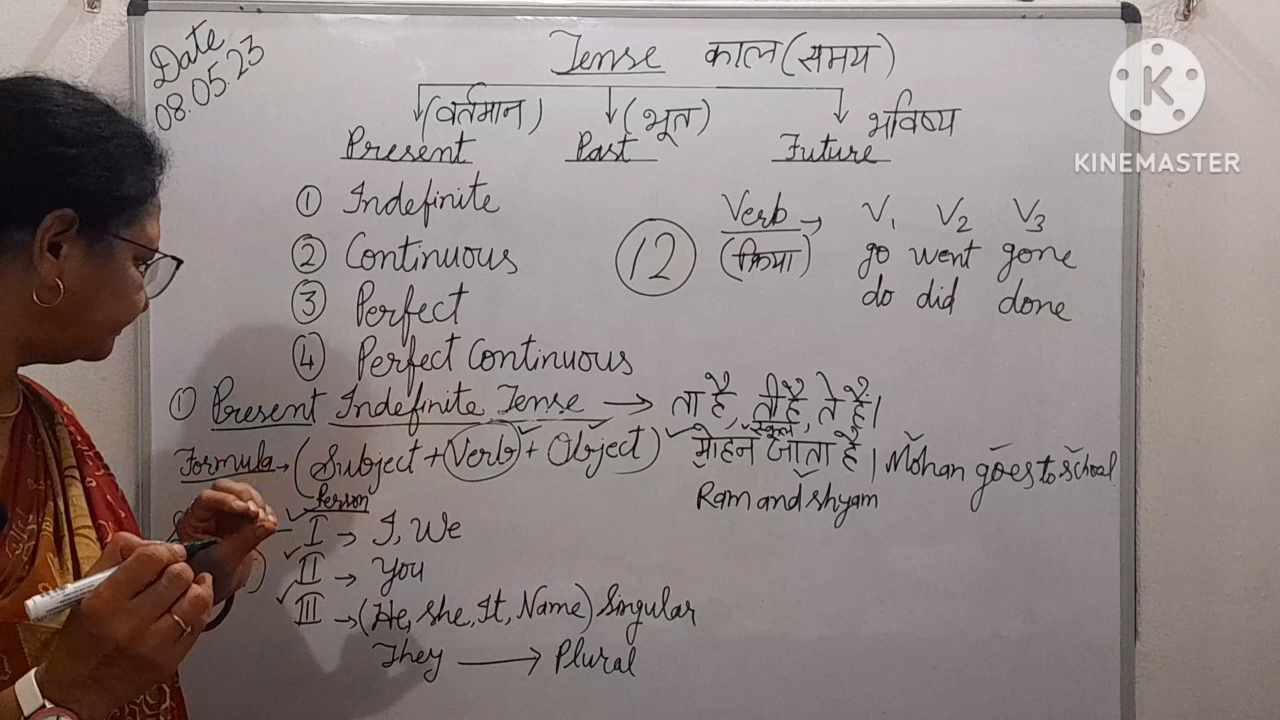 Date
08.05.23
Tense काल (समय)
(वर्तमान) (भूत) भविष्य
Present Past Future
① Indefinite
② Continuous
③ Perfect
④ Perfect Continuous
12
Verb → V1 V2 V3
(क्रिया) go went gone
do did done
① Present Indefinite Tense → ता है, ती है, ते हैं।
स्कूल
Formula → (Subject + Verb + Object) मोहन जाता है। Mohan goes to school
Ram and shyam
Person
I → I, We
II → You
III → (He, she, It, Name) Singular
They → Plural
K
KINEMASTER